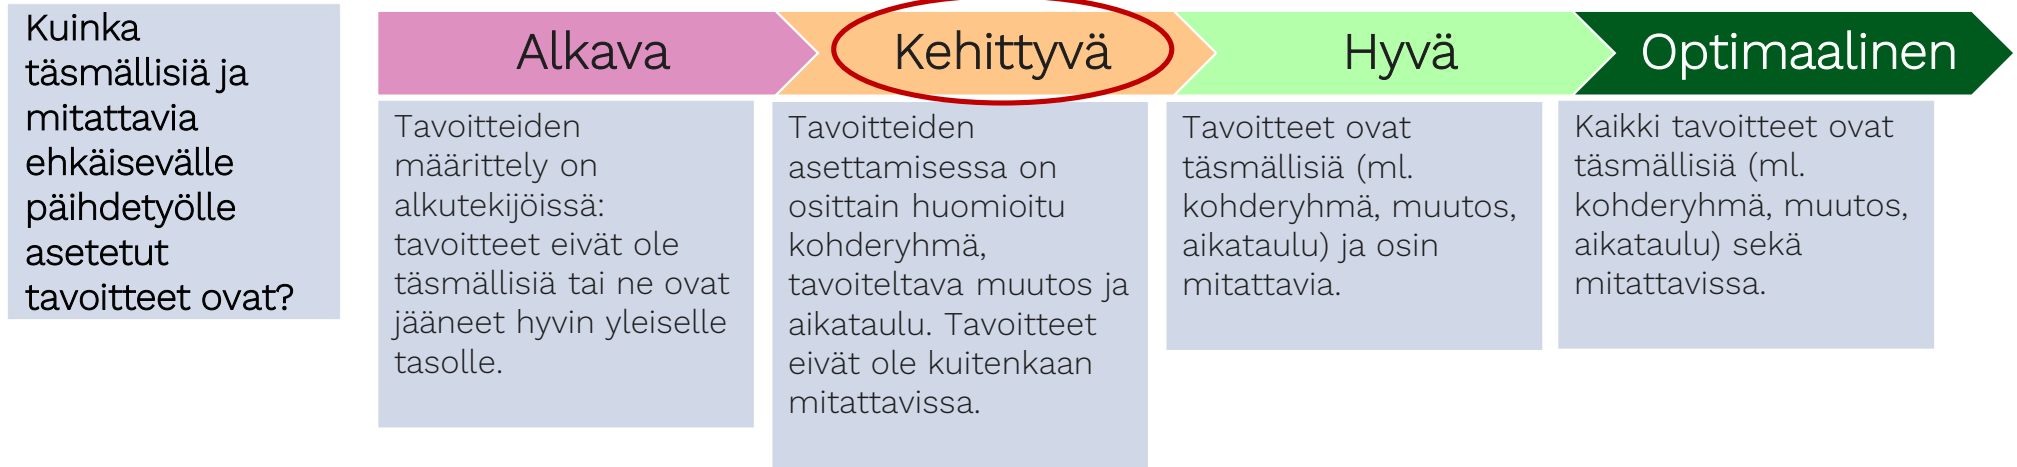 Kuinka
täsmällisiä ja
mitattavia
ehkäisevälle
päihdetyölle
asetetut
tavoitteet ovat?
Alkava
Tavoitteiden
määrittely on
alkutekijöissä:
tavoitteet eivät ole
täsmällisiä tai ne ovat
jääneet hyvin yleiselle
tasolle.
Kehittyvä
Tavoitteiden
asettamisessa on
osittain huomioitu
kohderyhmä,
tavoiteltava muutos ja
aikataulu. Tavoitteet
eivät ole kuitenkaan
mitattavissa.
Hyvä
Tavoitteet ovat
täsmällisiä (ml.
kohderyhmä, muutos,
aikataulu) ja osin
mitattavia.
Optimaalinen
Kaikki tavoitteet ovat
täsmällisiä (ml.
kohderyhmä, muutos,
aikataulu) sekä
mitattavissa.